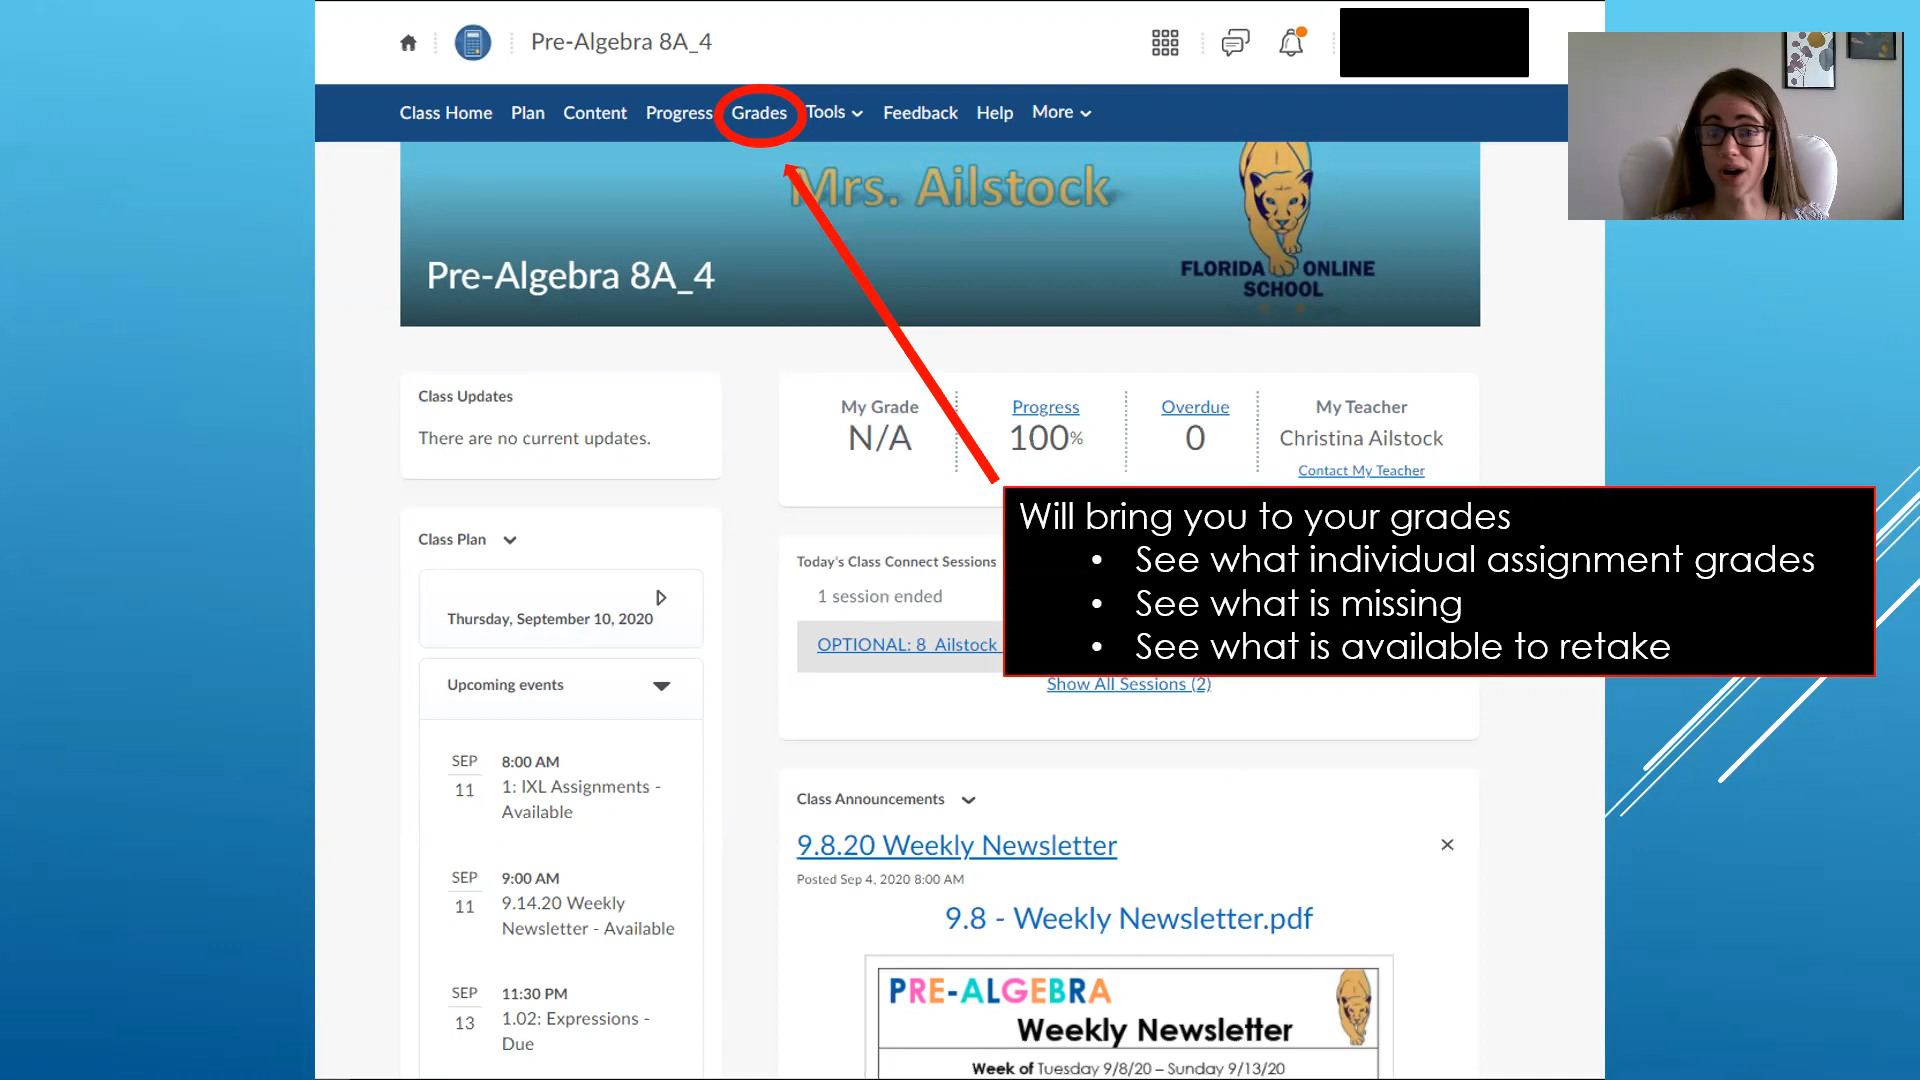 Pre-Algebra 8A_4
Class Home Plan Content Progress Grades Tools Feedback Help More
Mrs. Ailstock
Pre-Algebra 8A_4
FLORIDA ONLINE
SCHOOL
Class Updates
There are no current updates.
My Grade
N/A
Progress
100%
Overdue
0
My Teacher
Christina Ailstock
Contact My Teacher
Will bring you to your grades
• See what individual assignment grades
• See what is missing
• See what is available to retake
Class Plan
Thursday, September 10, 2020
Upcoming events
SEP
11
8:00 AM
1: IXL Assignments -
Available
SEP
11
9:00 AM
9.14.20 Weekly
Newsletter - Available
SEP
13
11:30 PM
1.02: Expressions -
Due
Today's Class Connect Sessions
1 session ended
OPTIONAL: 8 Ailstock
Show All Sessions (2)
Class Announcements
9.8.20 Weekly Newsletter
Posted Sep 4, 2020 8:00 AM
9.8 - Weekly Newsletter.pdf
PRE-ALGEBRA
Weekly Newsletter
Week of Tuesday 9/8/20 – Sunday 9/13/20